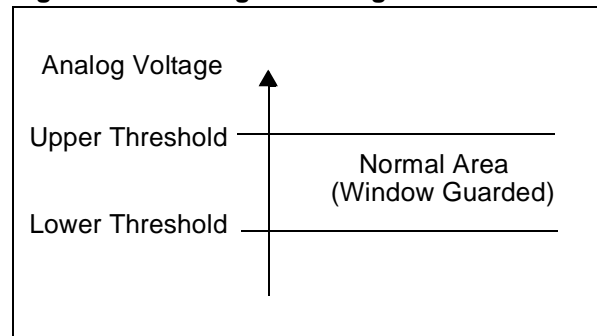 Analog Voltage
Upper Threshold
Normal Area
(Window Guarded)
Lower Threshold